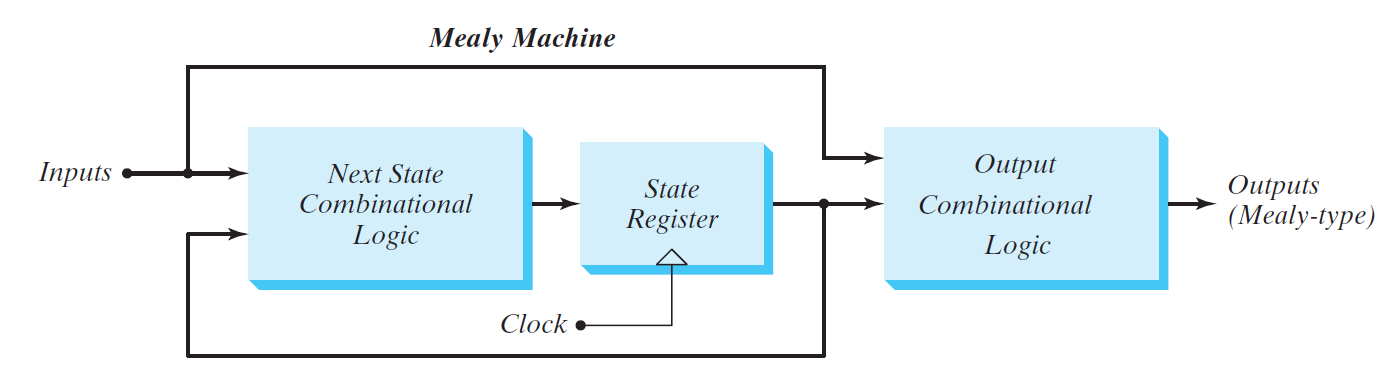 Mealy Machine
Inputs
Next State
Combinational
Logic
State
Register
Clock
Output
Combinational
Logic
Outputs
(Mealy-type)